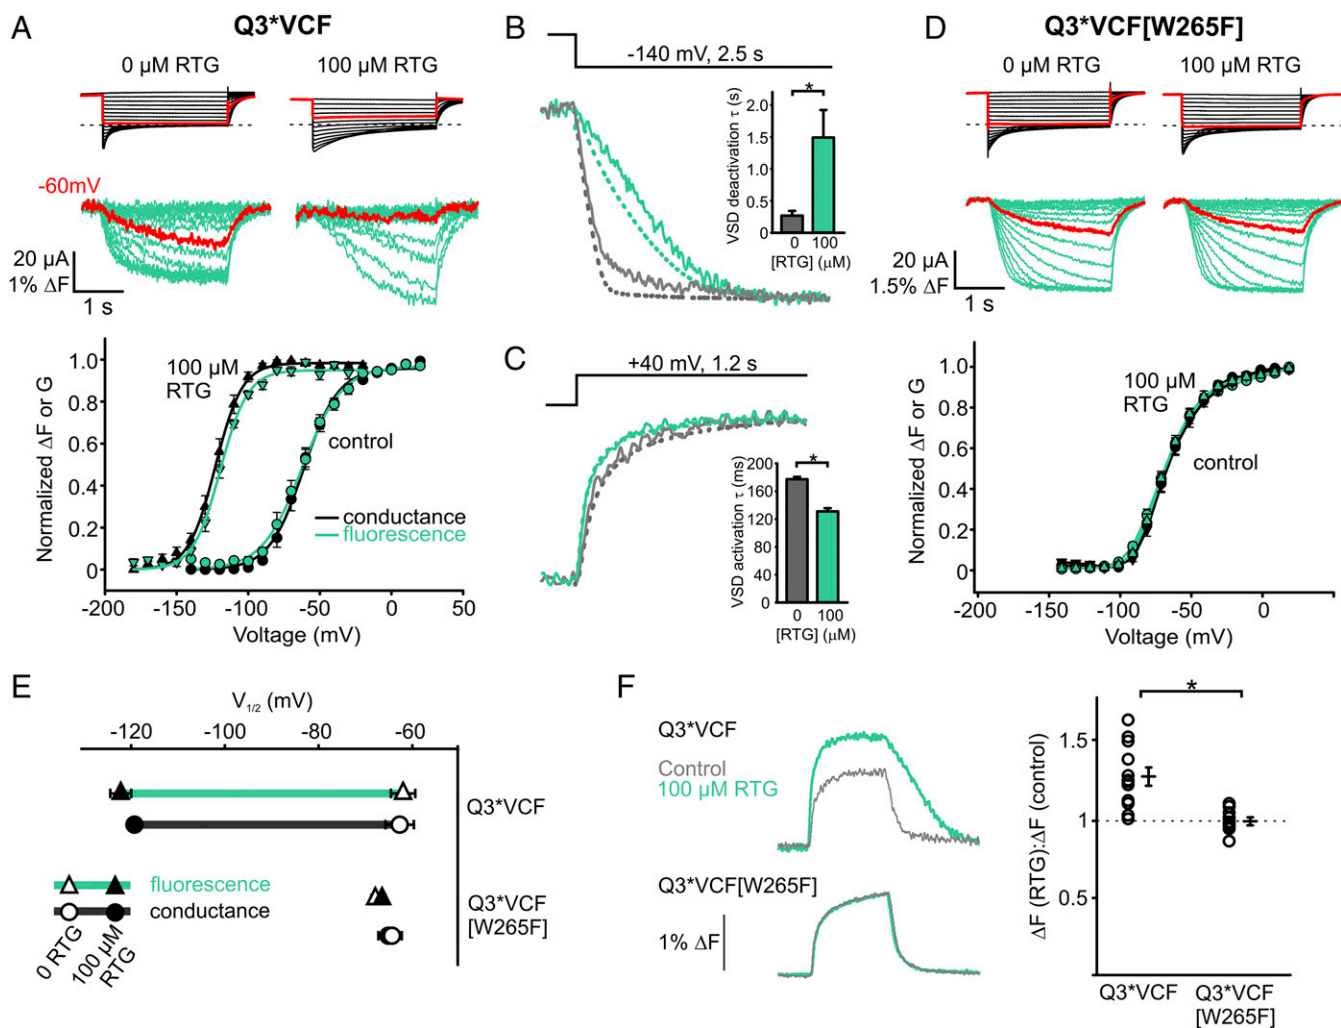 A
Q3*VCF
0 µM RTG
100 µM RTG
-60mV
20 µA
1% ΔF
1 s
Normalized ΔF or G
1.0
0.8
0.6
0.4
0.2
0
100 µM
RTG
control
conductance
fluorescence
-200
-150
-100
-50
0
50
Voltage (mV)
B
-140 mV, 2.5 s
VSD deactivation τ (s)
2.0
1.5
1.0
0.5
0
*
0
100
[RTG] (µM)
C
+40 mV, 1.2 s
VSD activation τ (ms)
200
160
120
80
40
0
*
0
100
[RTG] (µM)
D
Q3*VCF[W265F]
0 µM RTG
100 µM RTG
20 µA
1.5% ΔF
1 s
Normalized ΔF or G
1.0
0.8
0.6
0.4
0.2
0
100 µM
RTG
control
-200
-150
-100
-50
0
Voltage (mV)
E
V1/2 (mV)
-120
-100
-80
-60
Q3*VCF
fluorescence
conductance
0 RTG
100 µM
RTG
Q3*VCF
[W265F]
F
Q3*VCF
Control
100 µM RTG
Q3*VCF[W265F]
1% ΔF
ΔF (RTG):ΔF (control)
1.5
1
0.5
*
Q3*VCF
Q3*VCF
[W265F]